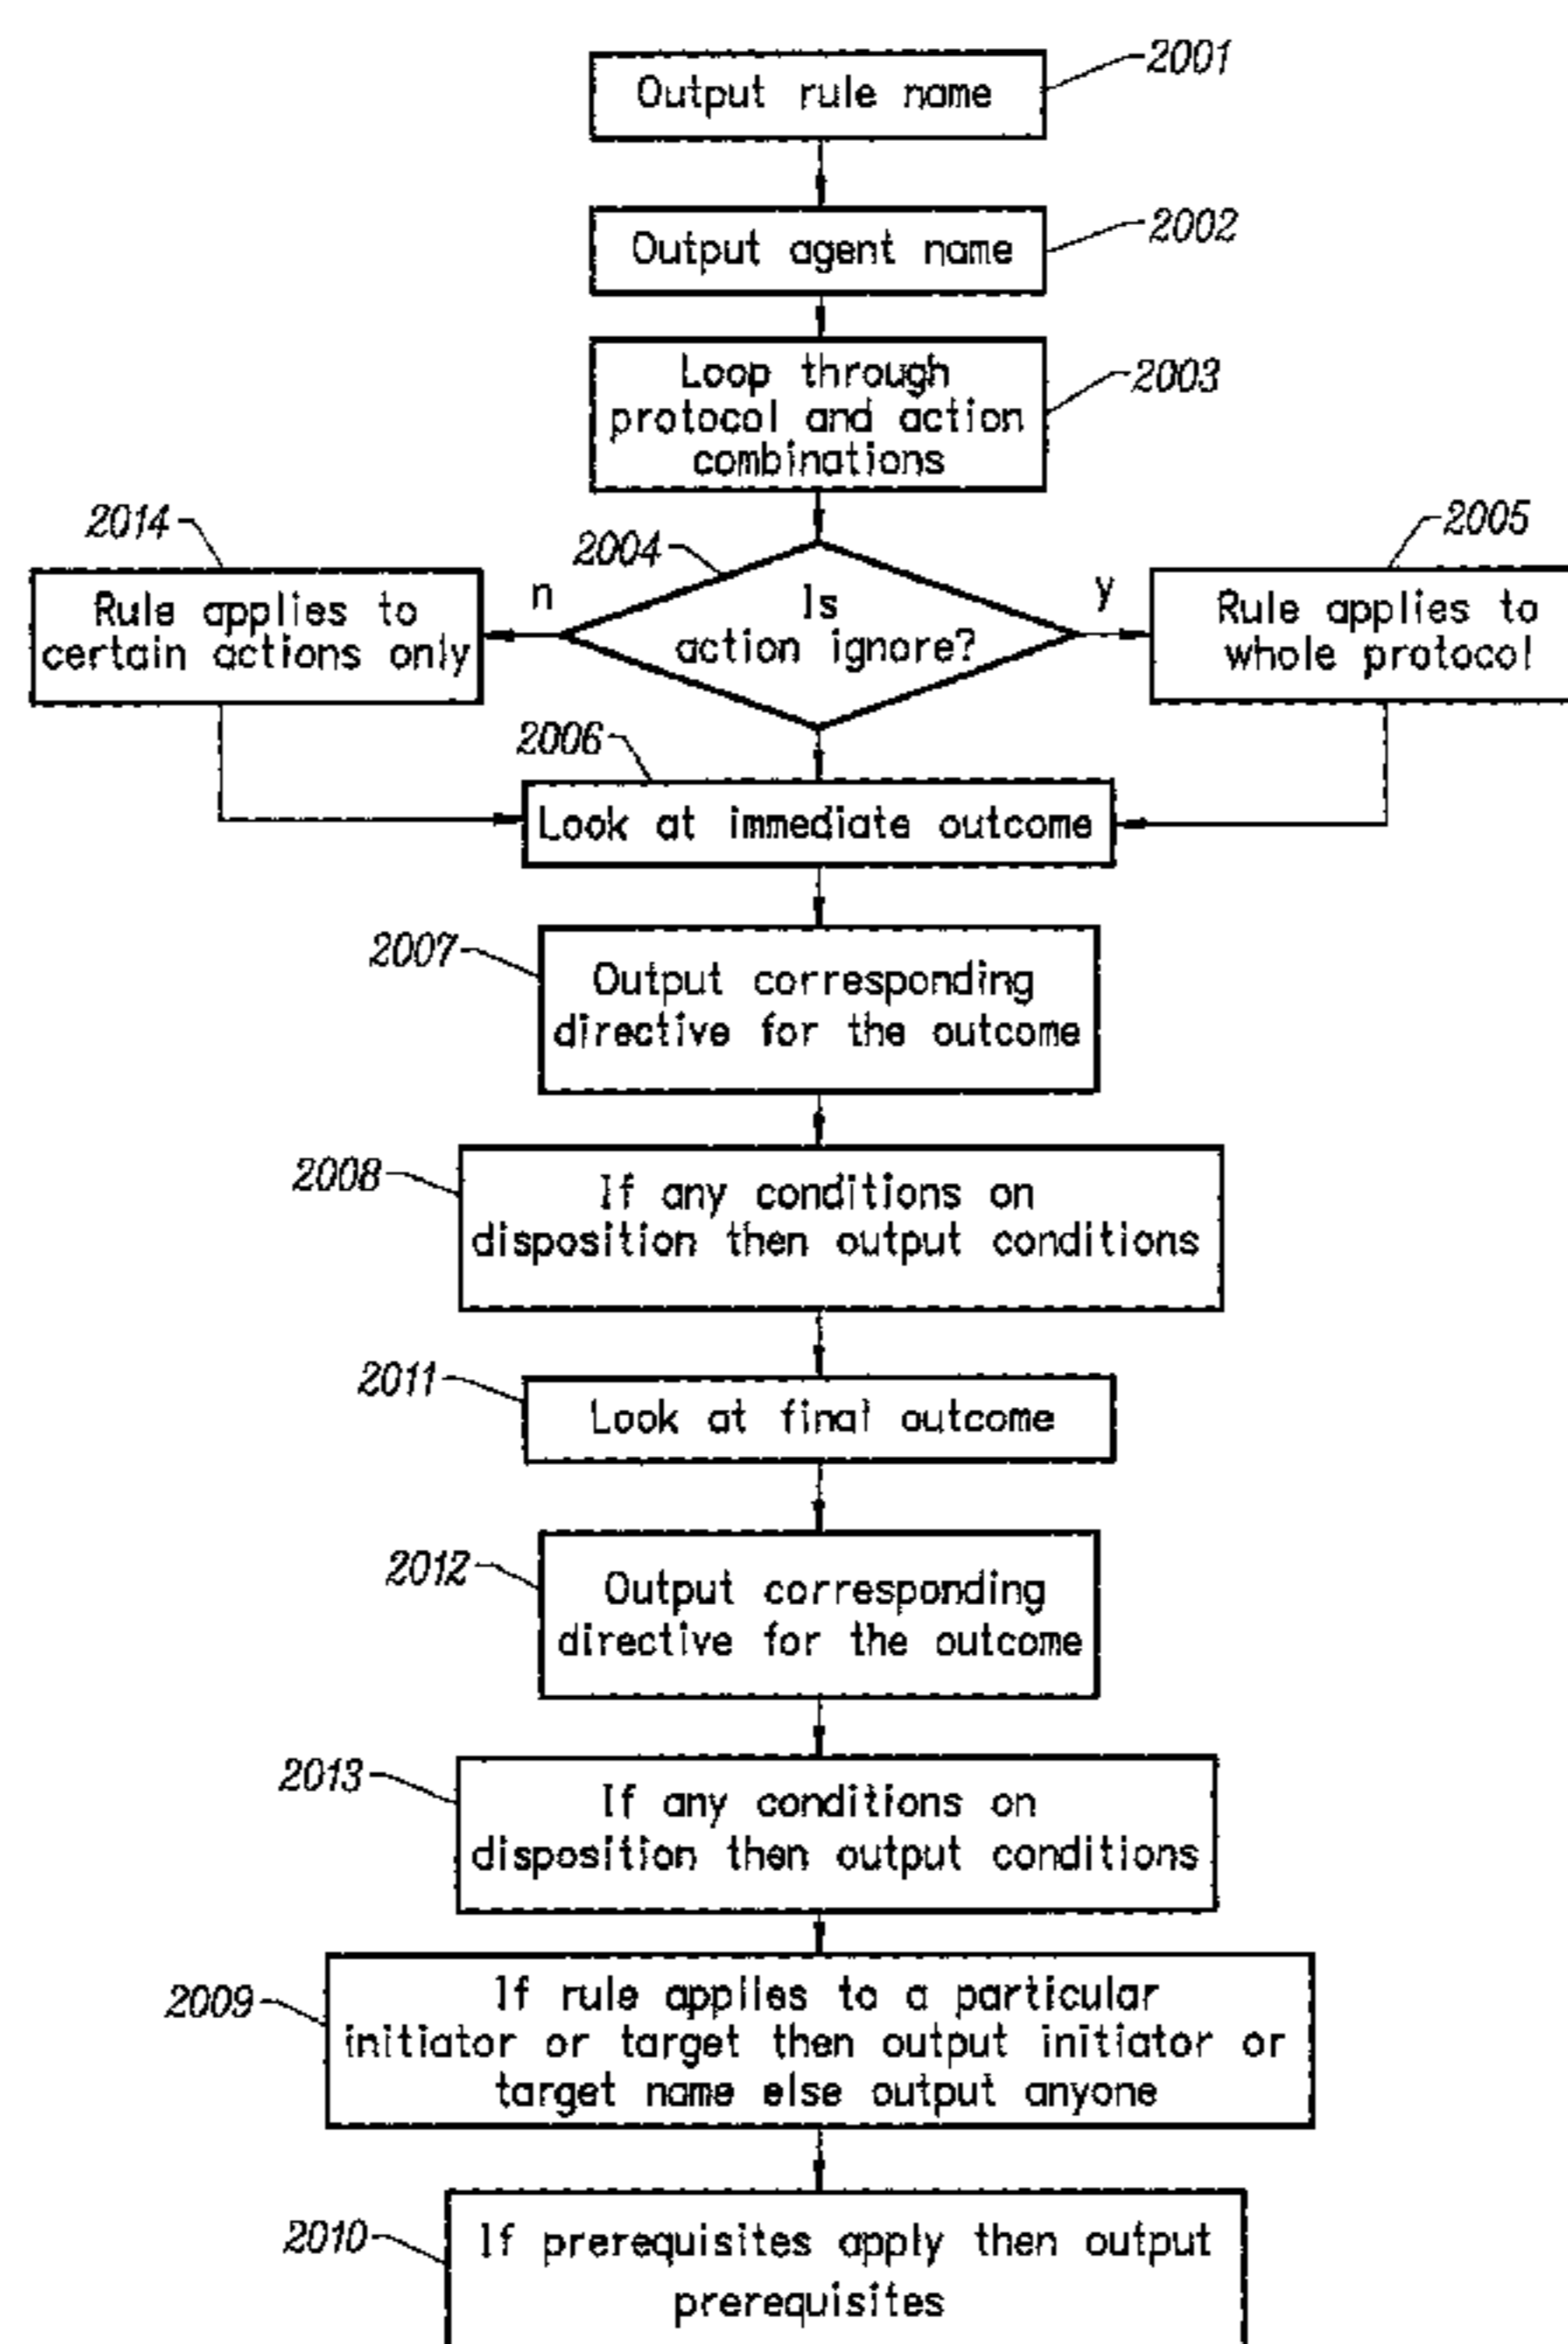 2001
Output rule name
2002
Output agent name
2003
Loop through
protocol and action
combinations
2014
Rule applies to
certain actions only
2004
n
Is
action ignore?
y
2005
Rule applies to
whole protocol
2006
Look at immediate outcome
2007
Output corresponding
directive for the outcome
2008
If any conditions on
disposition then output conditions
2011
Look at final outcome
2012
Output corresponding
directive for the outcome
2013
If any conditions on
disposition then output conditions
2009
If rule applies to a particular
initiator or target then output initiator or
target name else output anyone
2010
If prerequisites apply then output
prerequisites